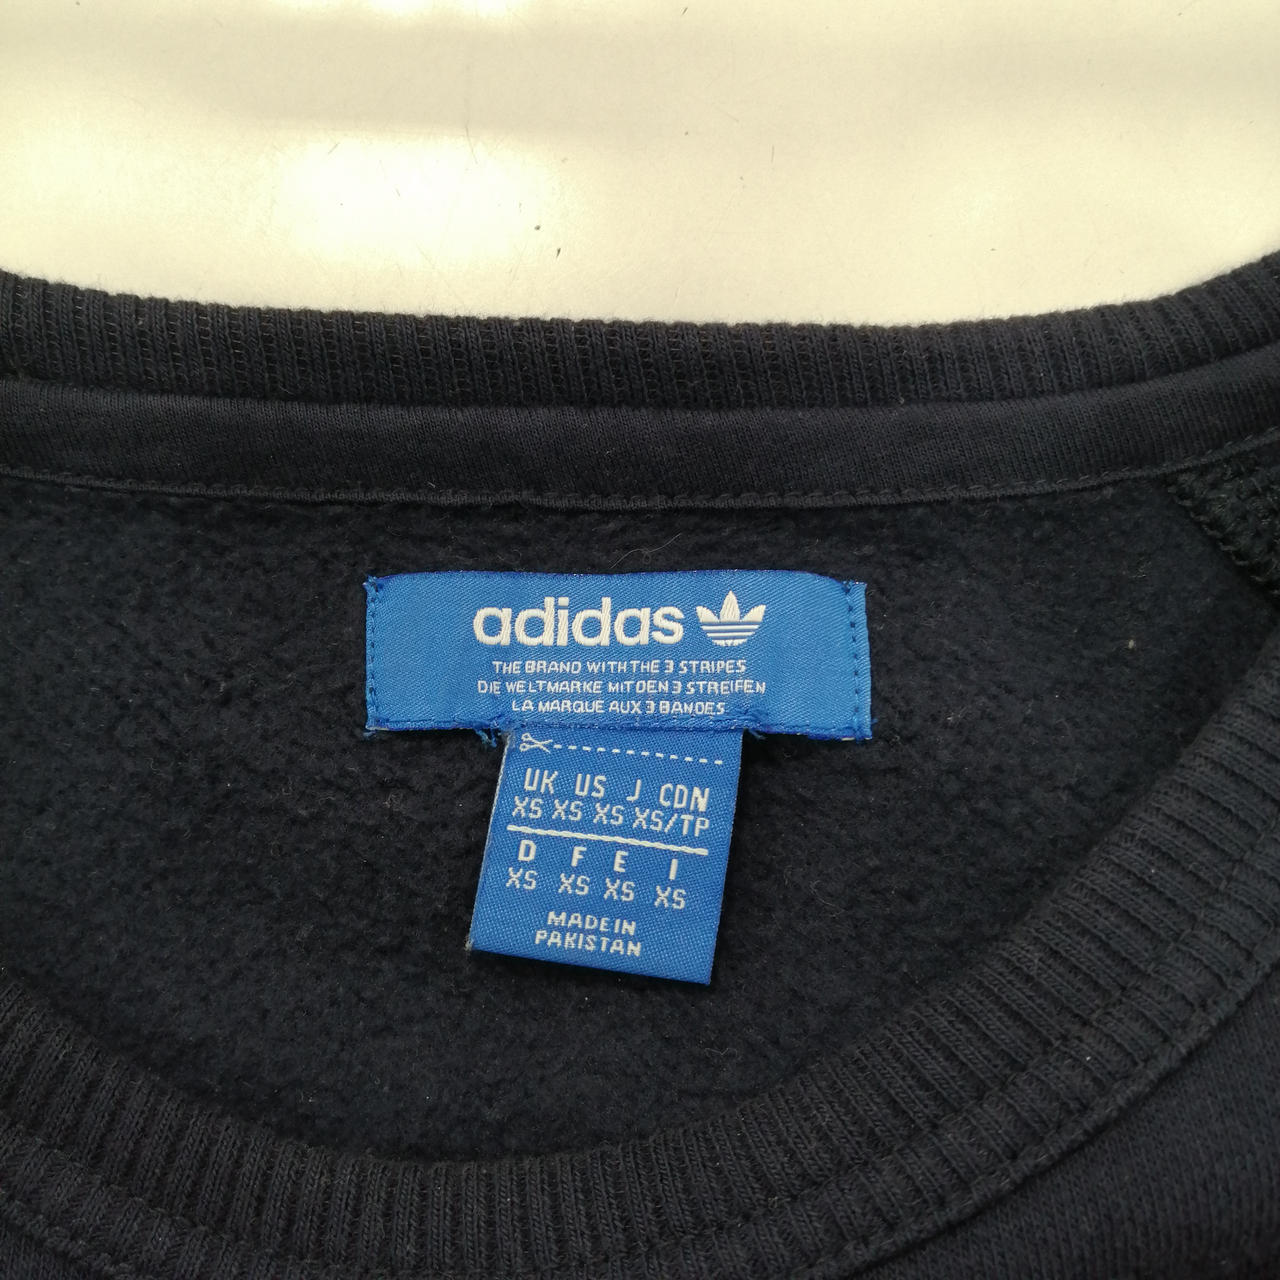 adidas
THE BRAND WITH THE 3 STRIPES
DIE WELTMARKE MIT DEN 3 STREIFEN
LA MARQUE AUX 3 BANDES
UK US J CDN
XS XS XS XS/TP
D F E I
XS XS XS XS
MADE IN
PAKISTAN